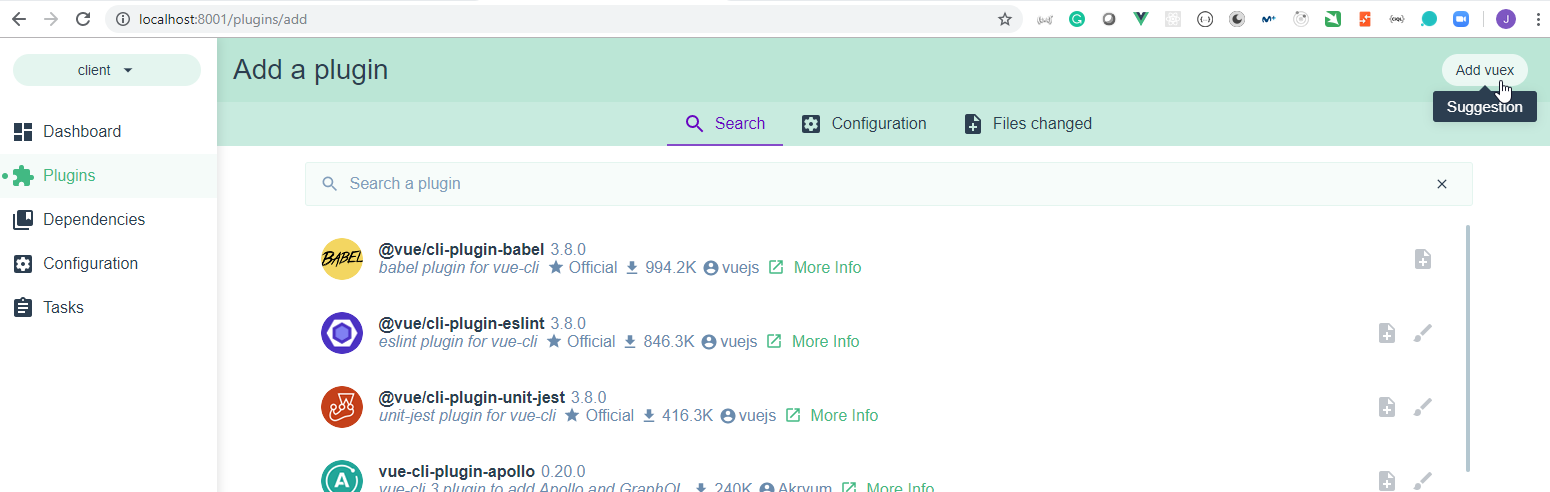 localhost:8001/plugins/add
J
client
Add a plugin
Add vuex
Suggestion
Dashboard
Plugins
Dependencies
Configuration
Tasks
Search
Configuration
Files changed
Search a plugin
BABEL
@vue/cli-plugin-babel 3.8.0
babel plugin for vue-cli Official 994.2K vuejs More Info
@vue/cli-plugin-eslint 3.8.0
eslint plugin for vue-cli Official 846.3K vuejs More Info
@vue/cli-plugin-unit-jest 3.8.0
unit-jest plugin for vue-cli Official 416.3K vuejs More Info
vue-cli-plugin-apollo 0.20.0
vue-cli 3 plugin to add Apollo and GraphQL 240K Akryum More Info